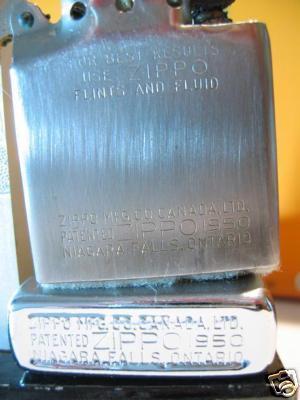 FOR BEST RESULTS
USE ZIPPO
FLINTS AND FLUID
ZIPPO MFG. CO. CANADA, LTD.
PATENTED ZIPPO 1950
NIAGARA FALLS, ONTARIO
ZIPPO MFG. CO. CANADA, LTD.
PATENTED ZIPPO 1950
NIAGARA FALLS, ONTARIO
ebY